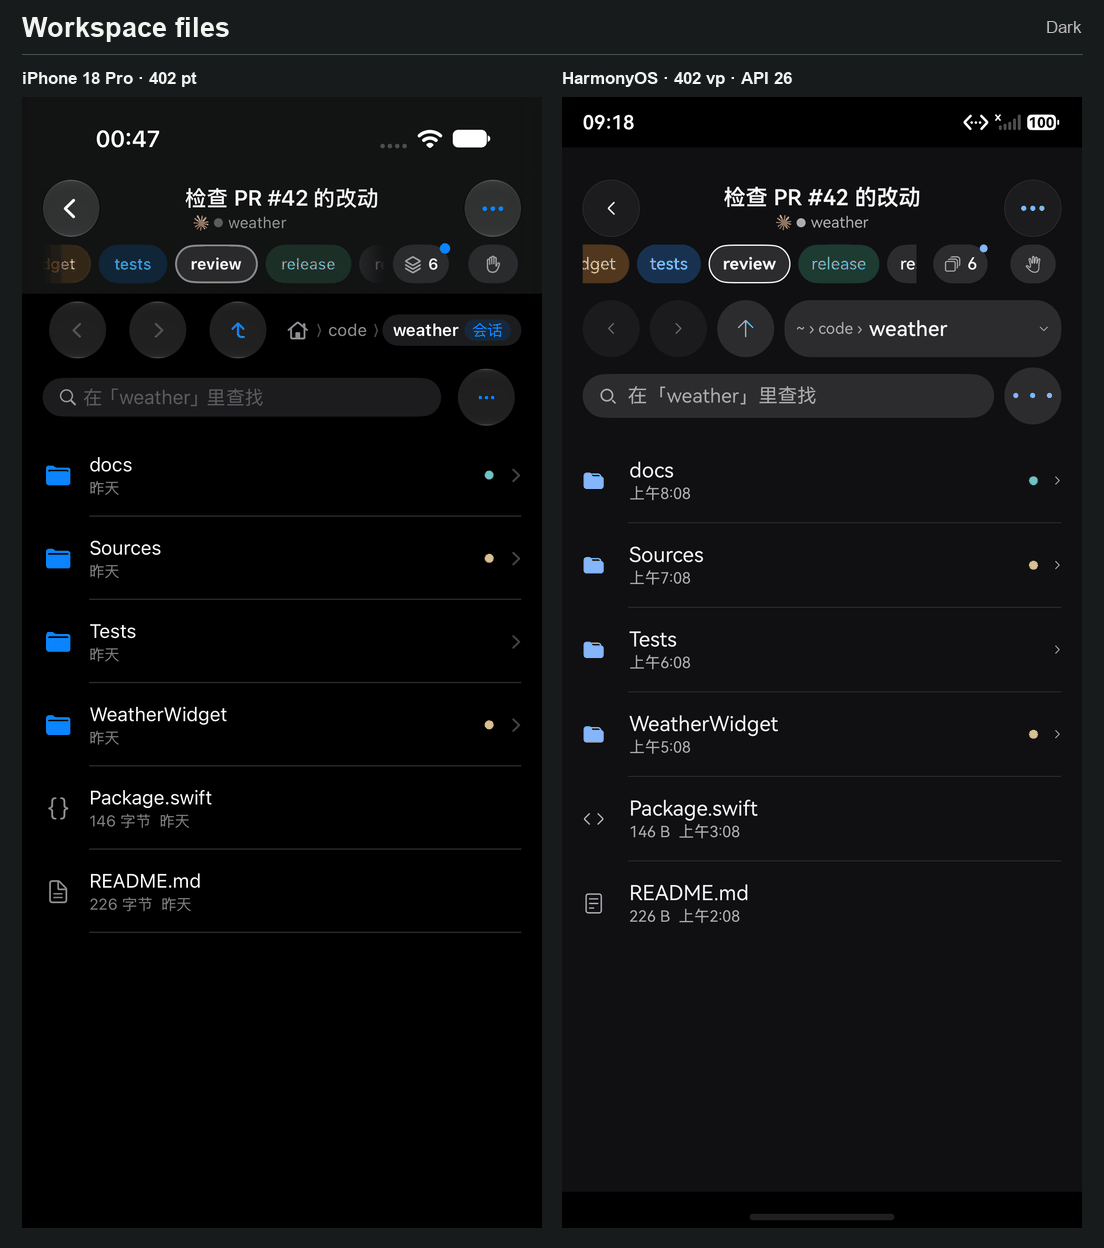 Workspace files
Dark
iPhone 18 Pro · 402 pt
00:47
检查 PR #42 的改动
weather
dget
tests
review
release
6
code
weather 会话
在「weather」里查找
docs
昨天
Sources
昨天
Tests
昨天
WeatherWidget
昨天
Package.swift
146 字节 昨天
README.md
226 字节 昨天
HarmonyOS · 402 vp · API 26
09:18
100
检查 PR #42 的改动
weather
dget
tests
review
release
re
6
~ › code › weather
在「weather」里查找
docs
上午8:08
Sources
上午7:08
Tests
上午6:08
WeatherWidget
上午5:08
Package.swift
146 B 上午3:08
README.md
226 B 上午2:08